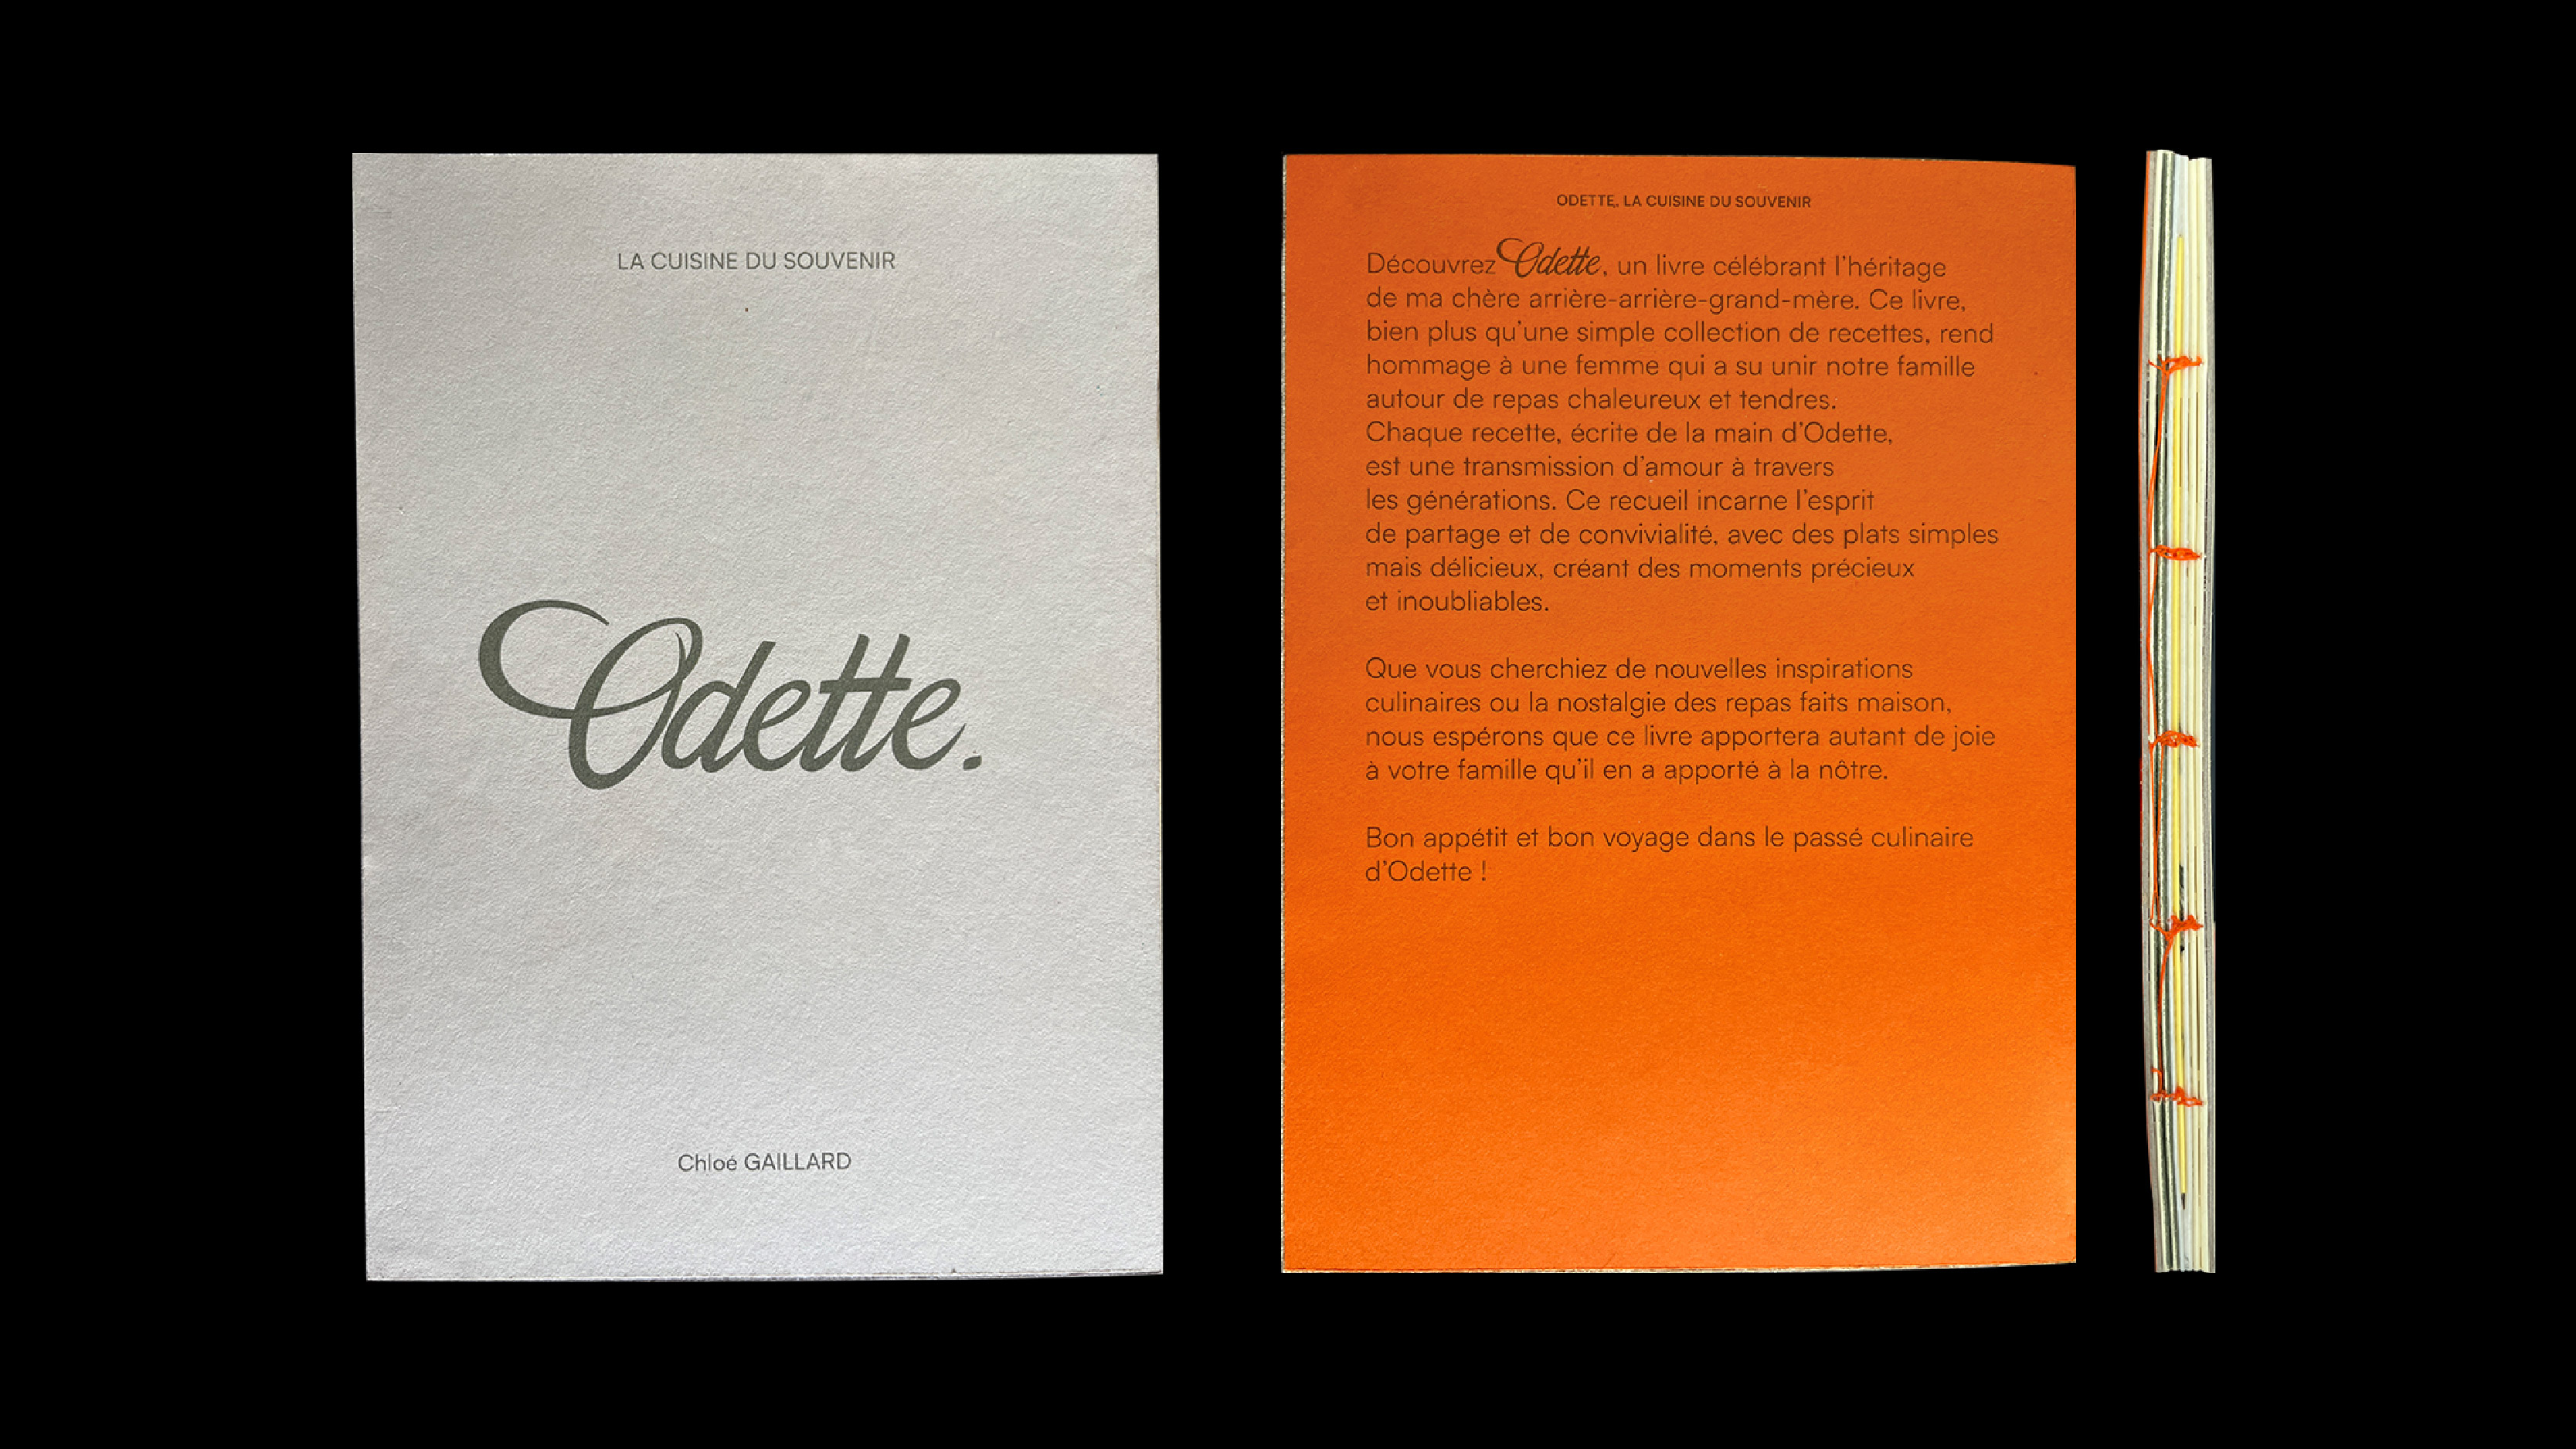 LA CUISINE DU SOUVENIR
Odette.
Chloé GAILLARD
ODETTE, LA CUISINE DU SOUVENIR
Découvrez Odette, un livre célébrant l'héritage
de ma chère arrière-arrière-grand-mère. Ce livre,
bien plus qu'une simple collection de recettes, rend
hommage à une femme qui a su unir notre famille
autour de repas chaleureux et tendres.
Chaque recette, écrite de la main d'Odette,
est une transmission d'amour à travers
les générations. Ce recueil incarne l'esprit
de partage et de convivialité, avec des plats simples
mais délicieux, créant des moments précieux
et inoubliables.
Que vous cherchiez de nouvelles inspirations
culinaires ou la nostalgie des repas faits maison,
nous espérons que ce livre apportera autant de joie
à votre famille qu'il en a apporté à la nôtre.
Bon appétit et bon voyage dans le passé culinaire
d'Odette !